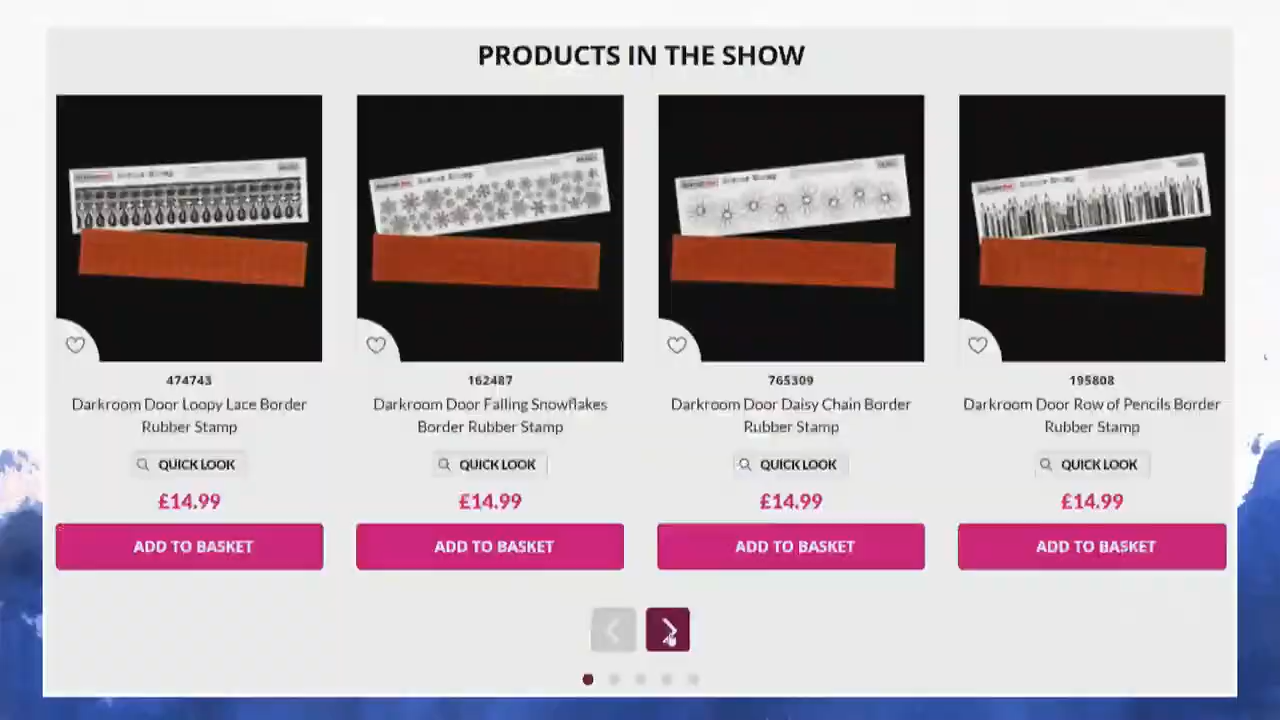 PRODUCTS IN THE SHOW
474743
Darkroom Door Loopy Lace Border
Rubber Stamp
QUICK LOOK
£14.99
ADD TO BASKET
162487
Darkroom Door Falling Snowflakes
Border Rubber Stamp
QUICK LOOK
£14.99
ADD TO BASKET
765309
Darkroom Door Daisy Chain Border
Rubber Stamp
QUICK LOOK
£14.99
ADD TO BASKET
195808
Darkroom Door Row of Pencils Border
Rubber Stamp
QUICK LOOK
£14.99
ADD TO BASKET